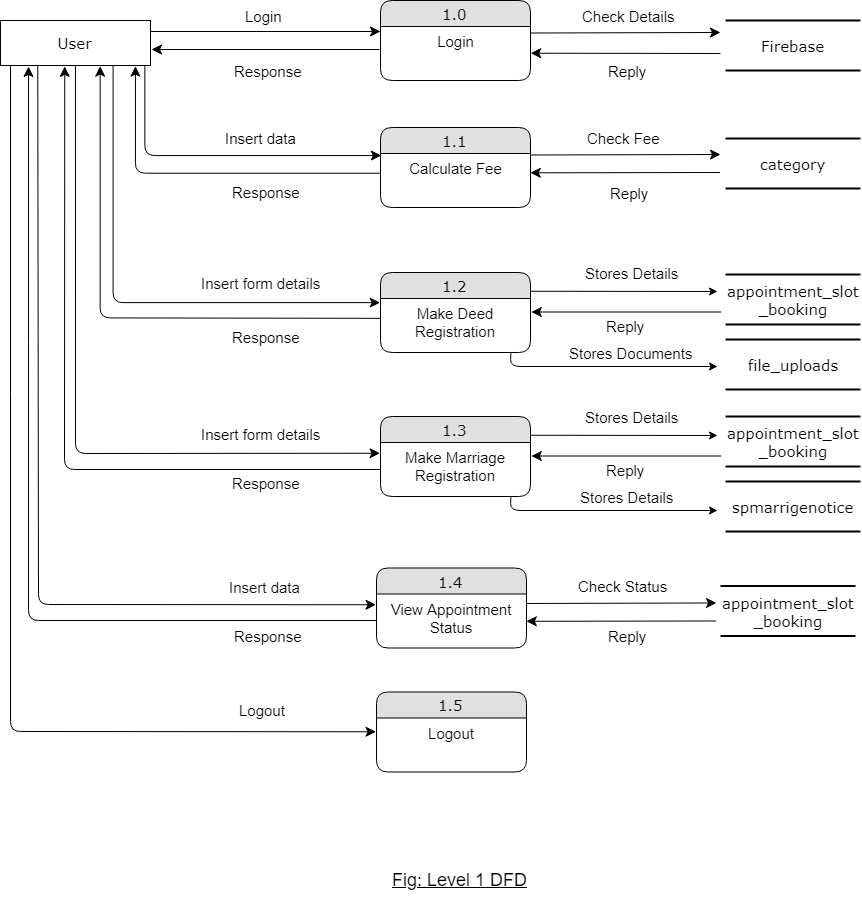 Login
1.0
Check Details
User
Login
Firebase
Response
Reply
Insert data
1.1
Check Fee
Calculate Fee
category
Response
Reply
Insert form details
1.2
Stores Details
appointment_slot
_booking
Make Deed
Registration
Response
Reply
Stores Documents
file_uploads
Insert form details
1.3
Stores Details
appointment_slot
_booking
Make Marriage
Registration
Response
Reply
Stores Details
spmarrigenotice
Insert data
1.4
Check Status
View Appointment
Status
appointment_slot
_booking
Response
Reply
Logout
1.5
Logout
Fig: Level 1 DFD